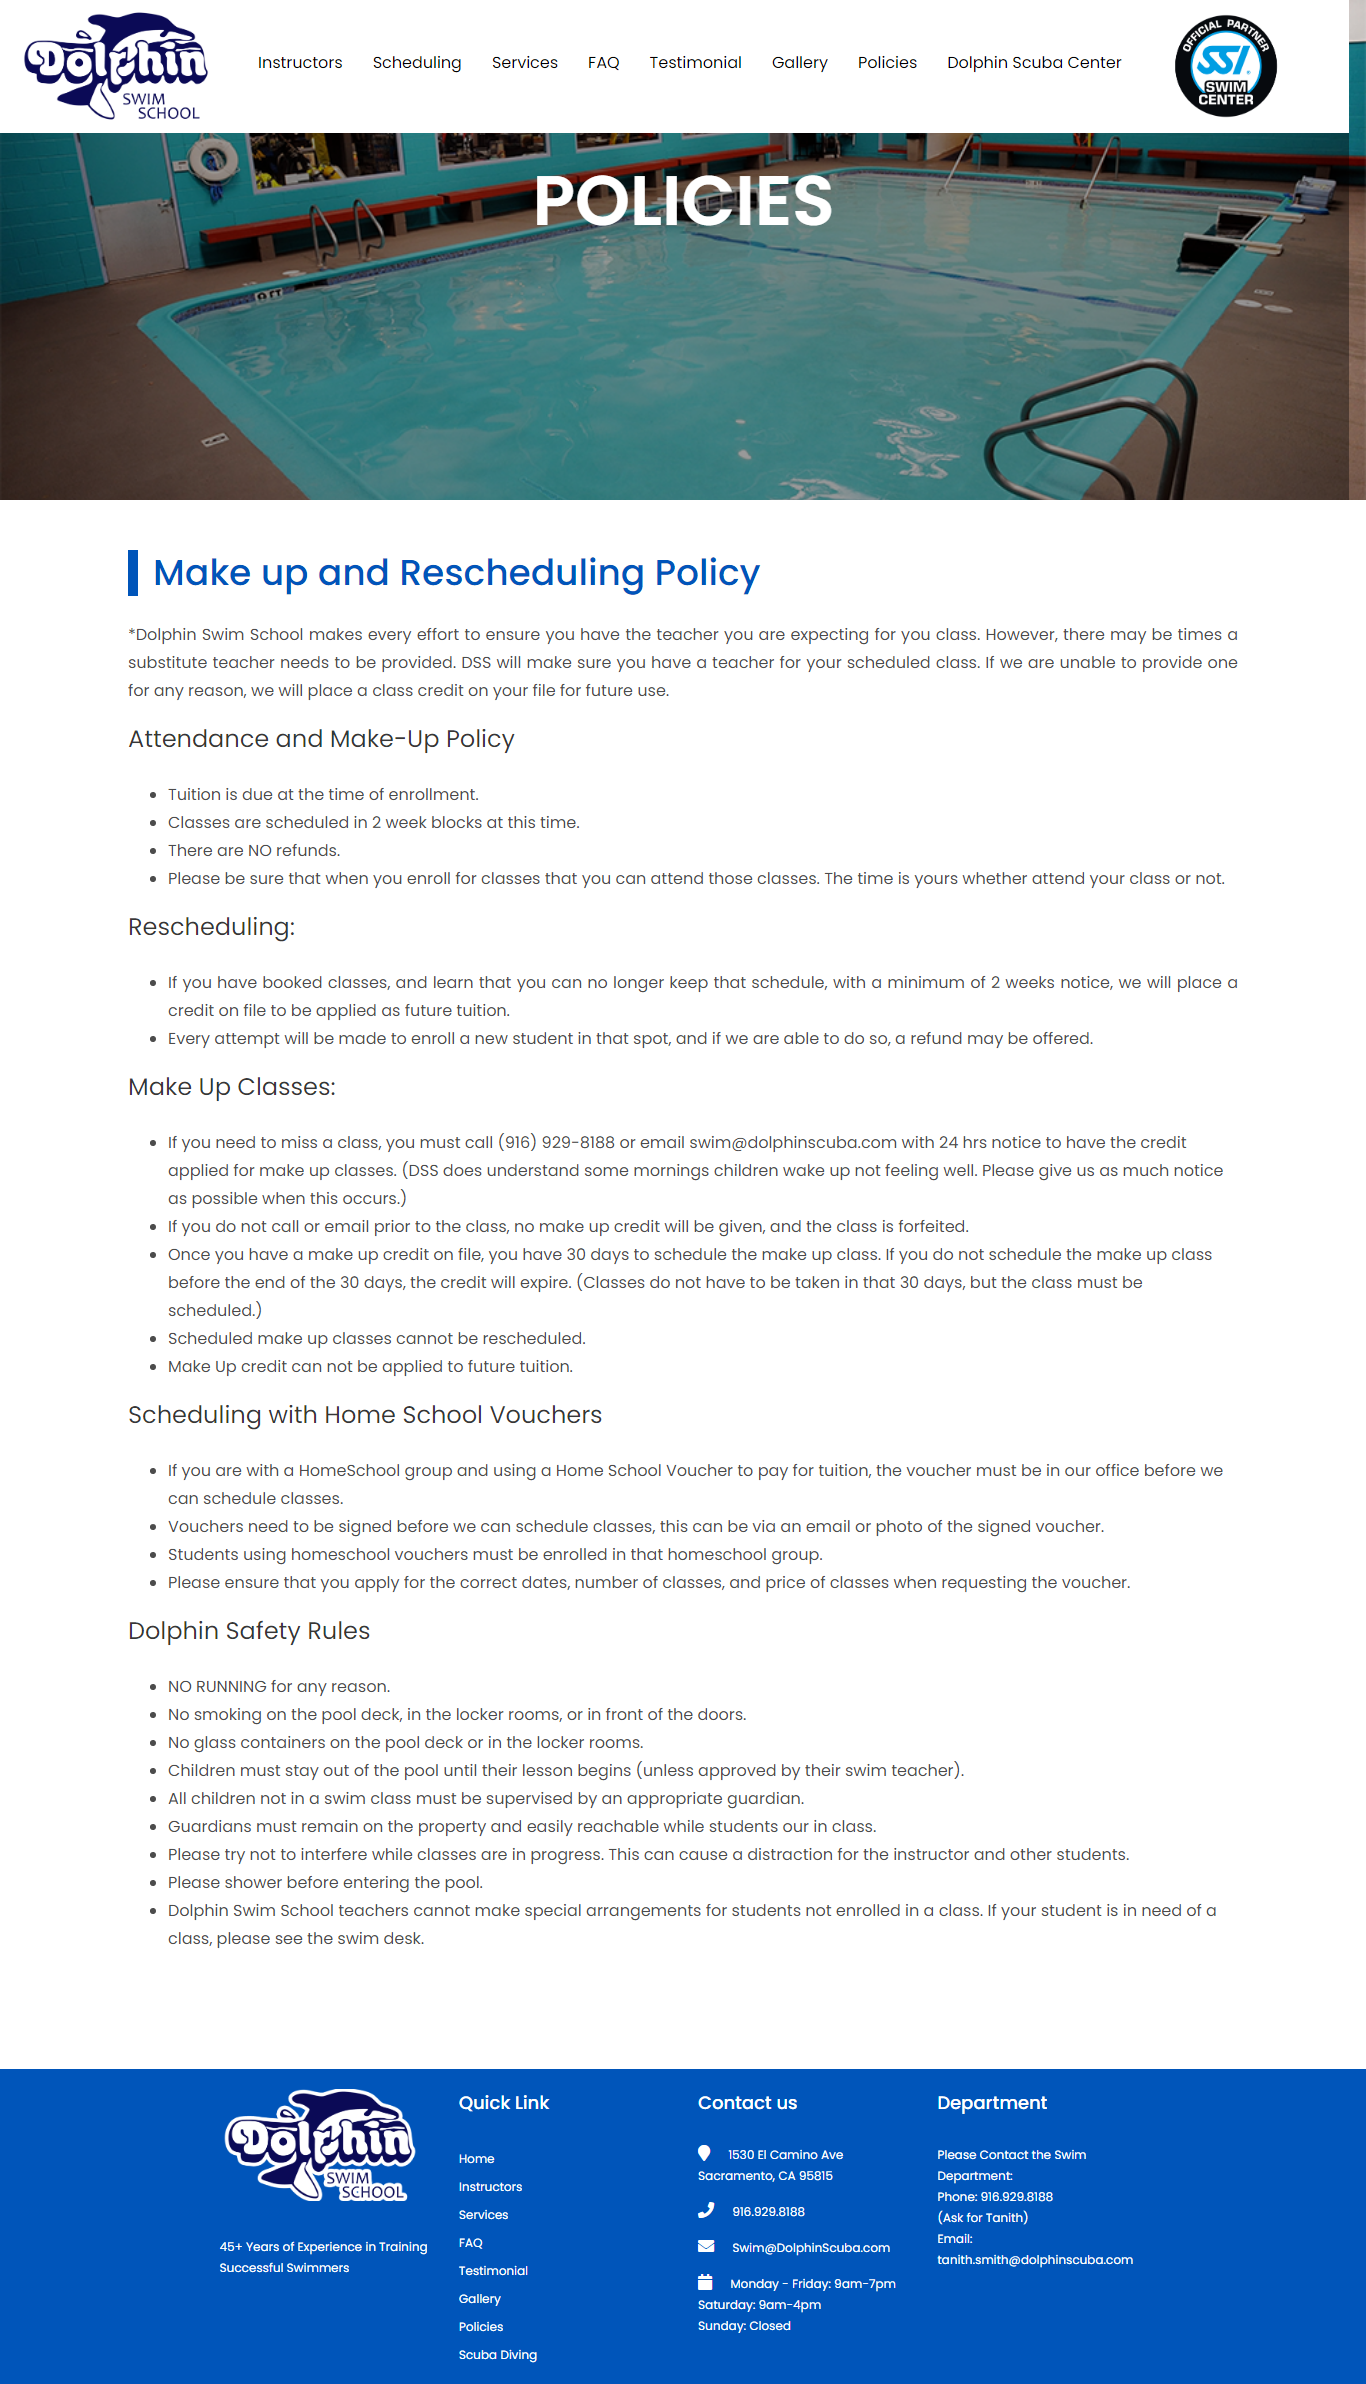 Dolphin
SWIM
SCHOOL
Instructors Scheduling Services FAQ Testimonial Gallery Policies Dolphin Scuba Center
OFFICIAL PARTNER
SSI
SWIM
CENTER
POLICIES
Make up and Rescheduling Policy
*Dolphin Swim School makes every effort to ensure you have the teacher you are expecting for you class. However, there may be times a
substitute teacher needs to be provided. DSS will make sure you have a teacher for your scheduled class. If we are unable to provide one
for any reason, we will place a class credit on your file for future use.
Attendance and Make-Up Policy
Tuition is due at the time of enrollment.
Classes are scheduled in 2 week blocks at this time.
There are NO refunds.
Please be sure that when you enroll for classes that you can attend those classes. The time is yours whether attend your class or not.
Rescheduling:
If you have booked classes, and learn that you can no longer keep that schedule, with a minimum of 2 weeks notice, we will place a
credit on file to be applied as future tuition.
Every attempt will be made to enroll a new student in that spot, and if we are able to do so, a refund may be offered.
Make Up Classes:
If you need to miss a class, you must call (916) 929-8188 or email swim@dolphinscuba.com with 24 hrs notice to have the credit
applied for make up classes. (DSS does understand some mornings children wake up not feeling well. Please give us as much notice
as possible when this occurs.)
If you do not call or email prior to the class, no make up credit will be given, and the class is forfeited.
Once you have a make up credit on file, you have 30 days to schedule the make up class. If you do not schedule the make up class
before the end of the 30 days, the credit will expire. (Classes do not have to be taken in that 30 days, but the class must be
scheduled.)
Scheduled make up classes cannot be rescheduled.
Make Up credit can not be applied to future tuition.
Scheduling with Home School Vouchers
If you are with a HomeSchool group and using a Home School Voucher to pay for tuition, the voucher must be in our office before we
can schedule classes.
Vouchers need to be signed before we can schedule classes, this can be via an email or photo of the signed voucher.
Students using homeschool vouchers must be enrolled in that homeschool group.
Please ensure that you apply for the correct dates, number of classes, and price of classes when requesting the voucher.
Dolphin Safety Rules
NO RUNNING for any reason.
No smoking on the pool deck, in the locker rooms, or in front of the doors.
No glass containers on the pool deck or in the locker rooms.
Children must stay out of the pool until their lesson begins (unless approved by their swim teacher).
All children not in a swim class must be supervised by an appropriate guardian.
Guardians must remain on the property and easily reachable while students our in class.
Please try not to interfere while classes are in progress. This can cause a distraction for the instructor and other students.
Please shower before entering the pool.
Dolphin Swim School teachers cannot make special arrangements for students not enrolled in a class. If your student is in need of a
class, please see the swim desk.
Dolphin
SWIM
SCHOOL
45+ Years of Experience in Training
Successful Swimmers
Quick Link
Home
Instructors
Services
FAQ
Testimonial
Gallery
Policies
Scuba Diving
Contact us
1530 El Camino Ave
Sacramento, CA 95815
916.929.8188
Swim@DolphinScuba.com
Monday - Friday: 9am-7pm
Saturday: 9am-4pm
Sunday: Closed
Department
Please Contact the Swim
Department:
Phone: 916.929.8188
(Ask for Tanith)
Email:
tanith.smith@dolphinscuba.com